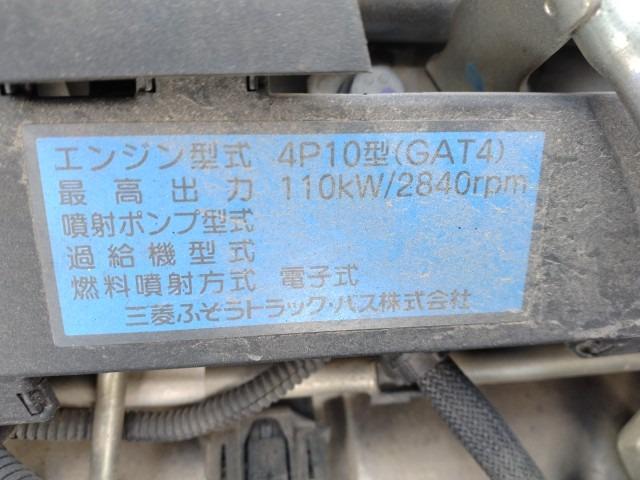 エンジン型式 4P10型(GAT4)
最高出力 110kW/2840rpm
噴射ポンプ型式
過給機型式
燃料噴射方式 電子式
三菱ふそうトラック・バス株式会社